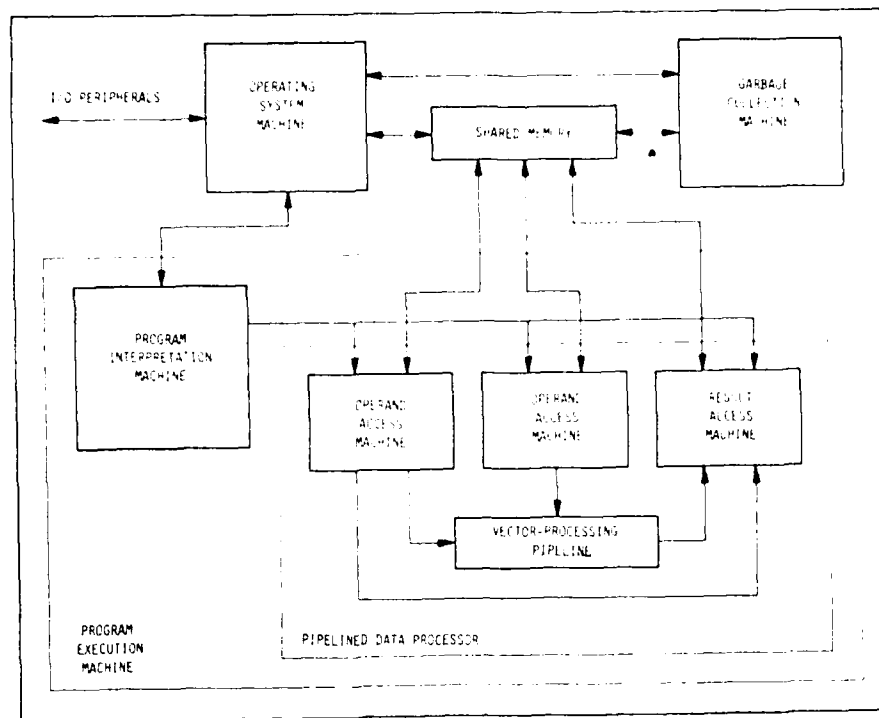 I/O PERIPHERALS
OPERATING
SYSTEM
MACHINE
SHARED MEMORY
GARBAGE
COLLECTION
MACHINE
PROGRAM
INTERPRETATION
MACHINE
OPERAND
ACCESS
MACHINE
OPERAND
ACCESS
MACHINE
RESULT
ACCESS
MACHINE
VECTOR-PROCESSING
PIPELINE
PIPELINED DATA PROCESSOR
PROGRAM
EXECUTION
MACHINE